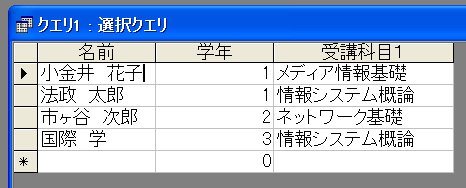 クエリ1：選択クエリ
名前 学年 受講科目1
小金井　花子 1 メディア情報基礎
法政　太郎 1 情報システム概論
市ヶ谷　次郎 2 ネットワーク基礎
国際　学 3 情報システム概論
0